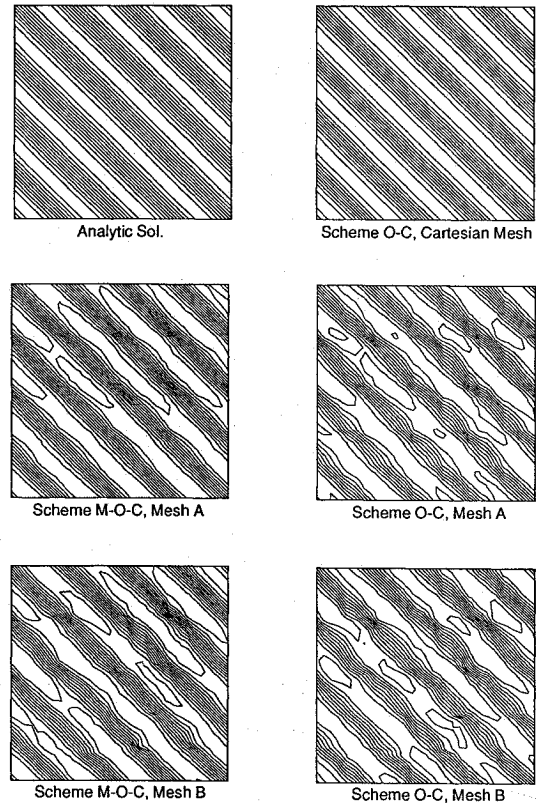 Analytic Sol.
Scheme O-C, Cartesian Mesh
Scheme M-O-C, Mesh A
Scheme O-C, Mesh A
Scheme M-O-C, Mesh B
Scheme O-C, Mesh B